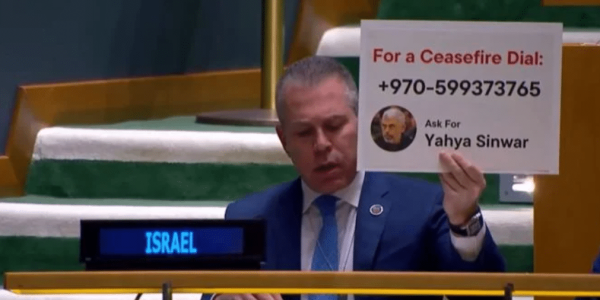 For a Ceasefire Dial:
+970-599373765
Ask For
Yahya Sinwar
ISRAEL